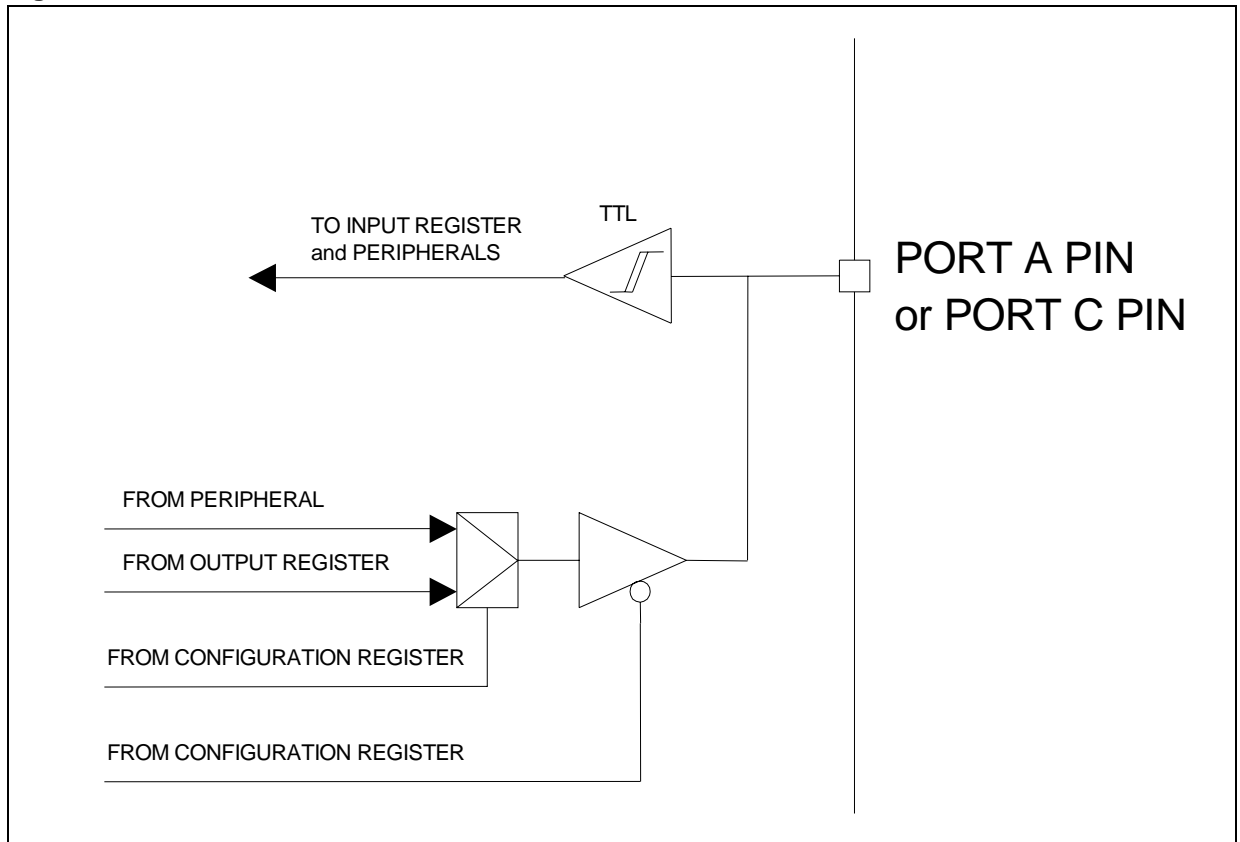 TTL
TO INPUT REGISTER
and PERIPHERALS
PORT A PIN
or PORT C PIN
FROM PERIPHERAL
FROM OUTPUT REGISTER
FROM CONFIGURATION REGISTER
FROM CONFIGURATION REGISTER